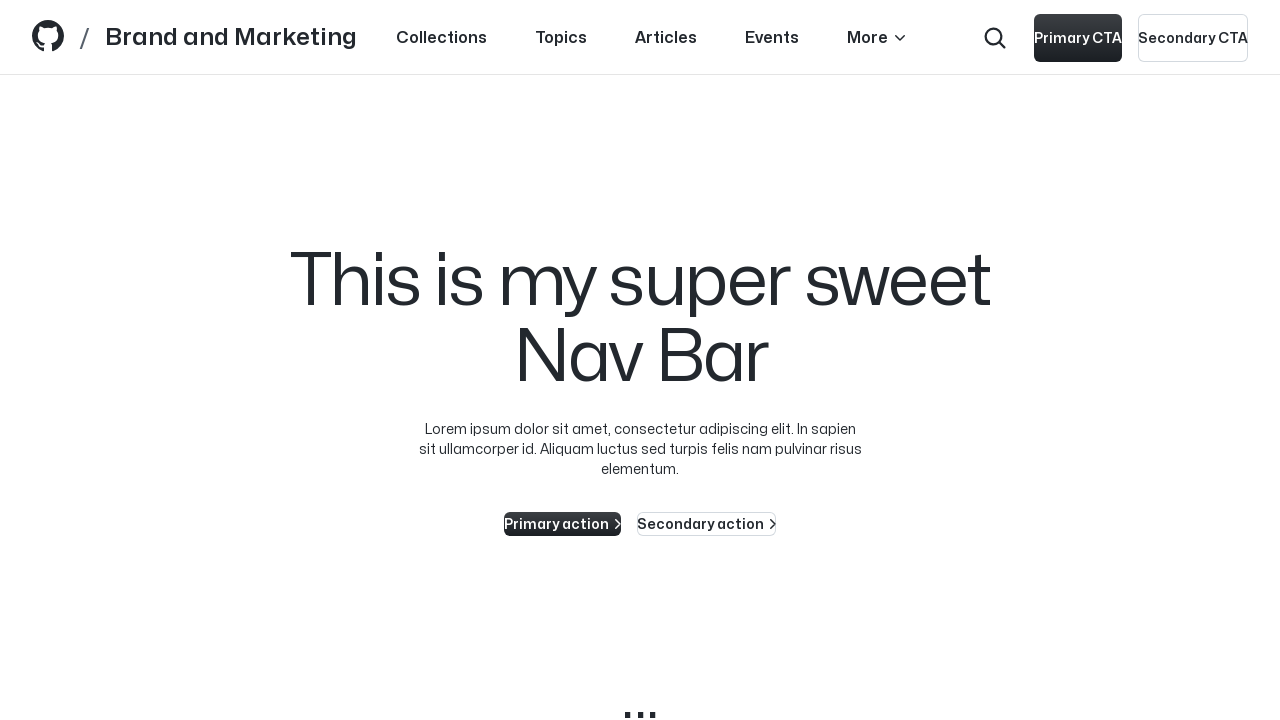 / Brand and Marketing Collections Topics Articles Events More Primary CTA Secondary CTA
This is my super sweet
Nav Bar
Lorem ipsum dolor sit amet, consectetur adipiscing elit. In sapien
sit ullamcorper id. Aliquam luctus sed turpis felis nam pulvinar risus
elementum.
Primary action Secondary action